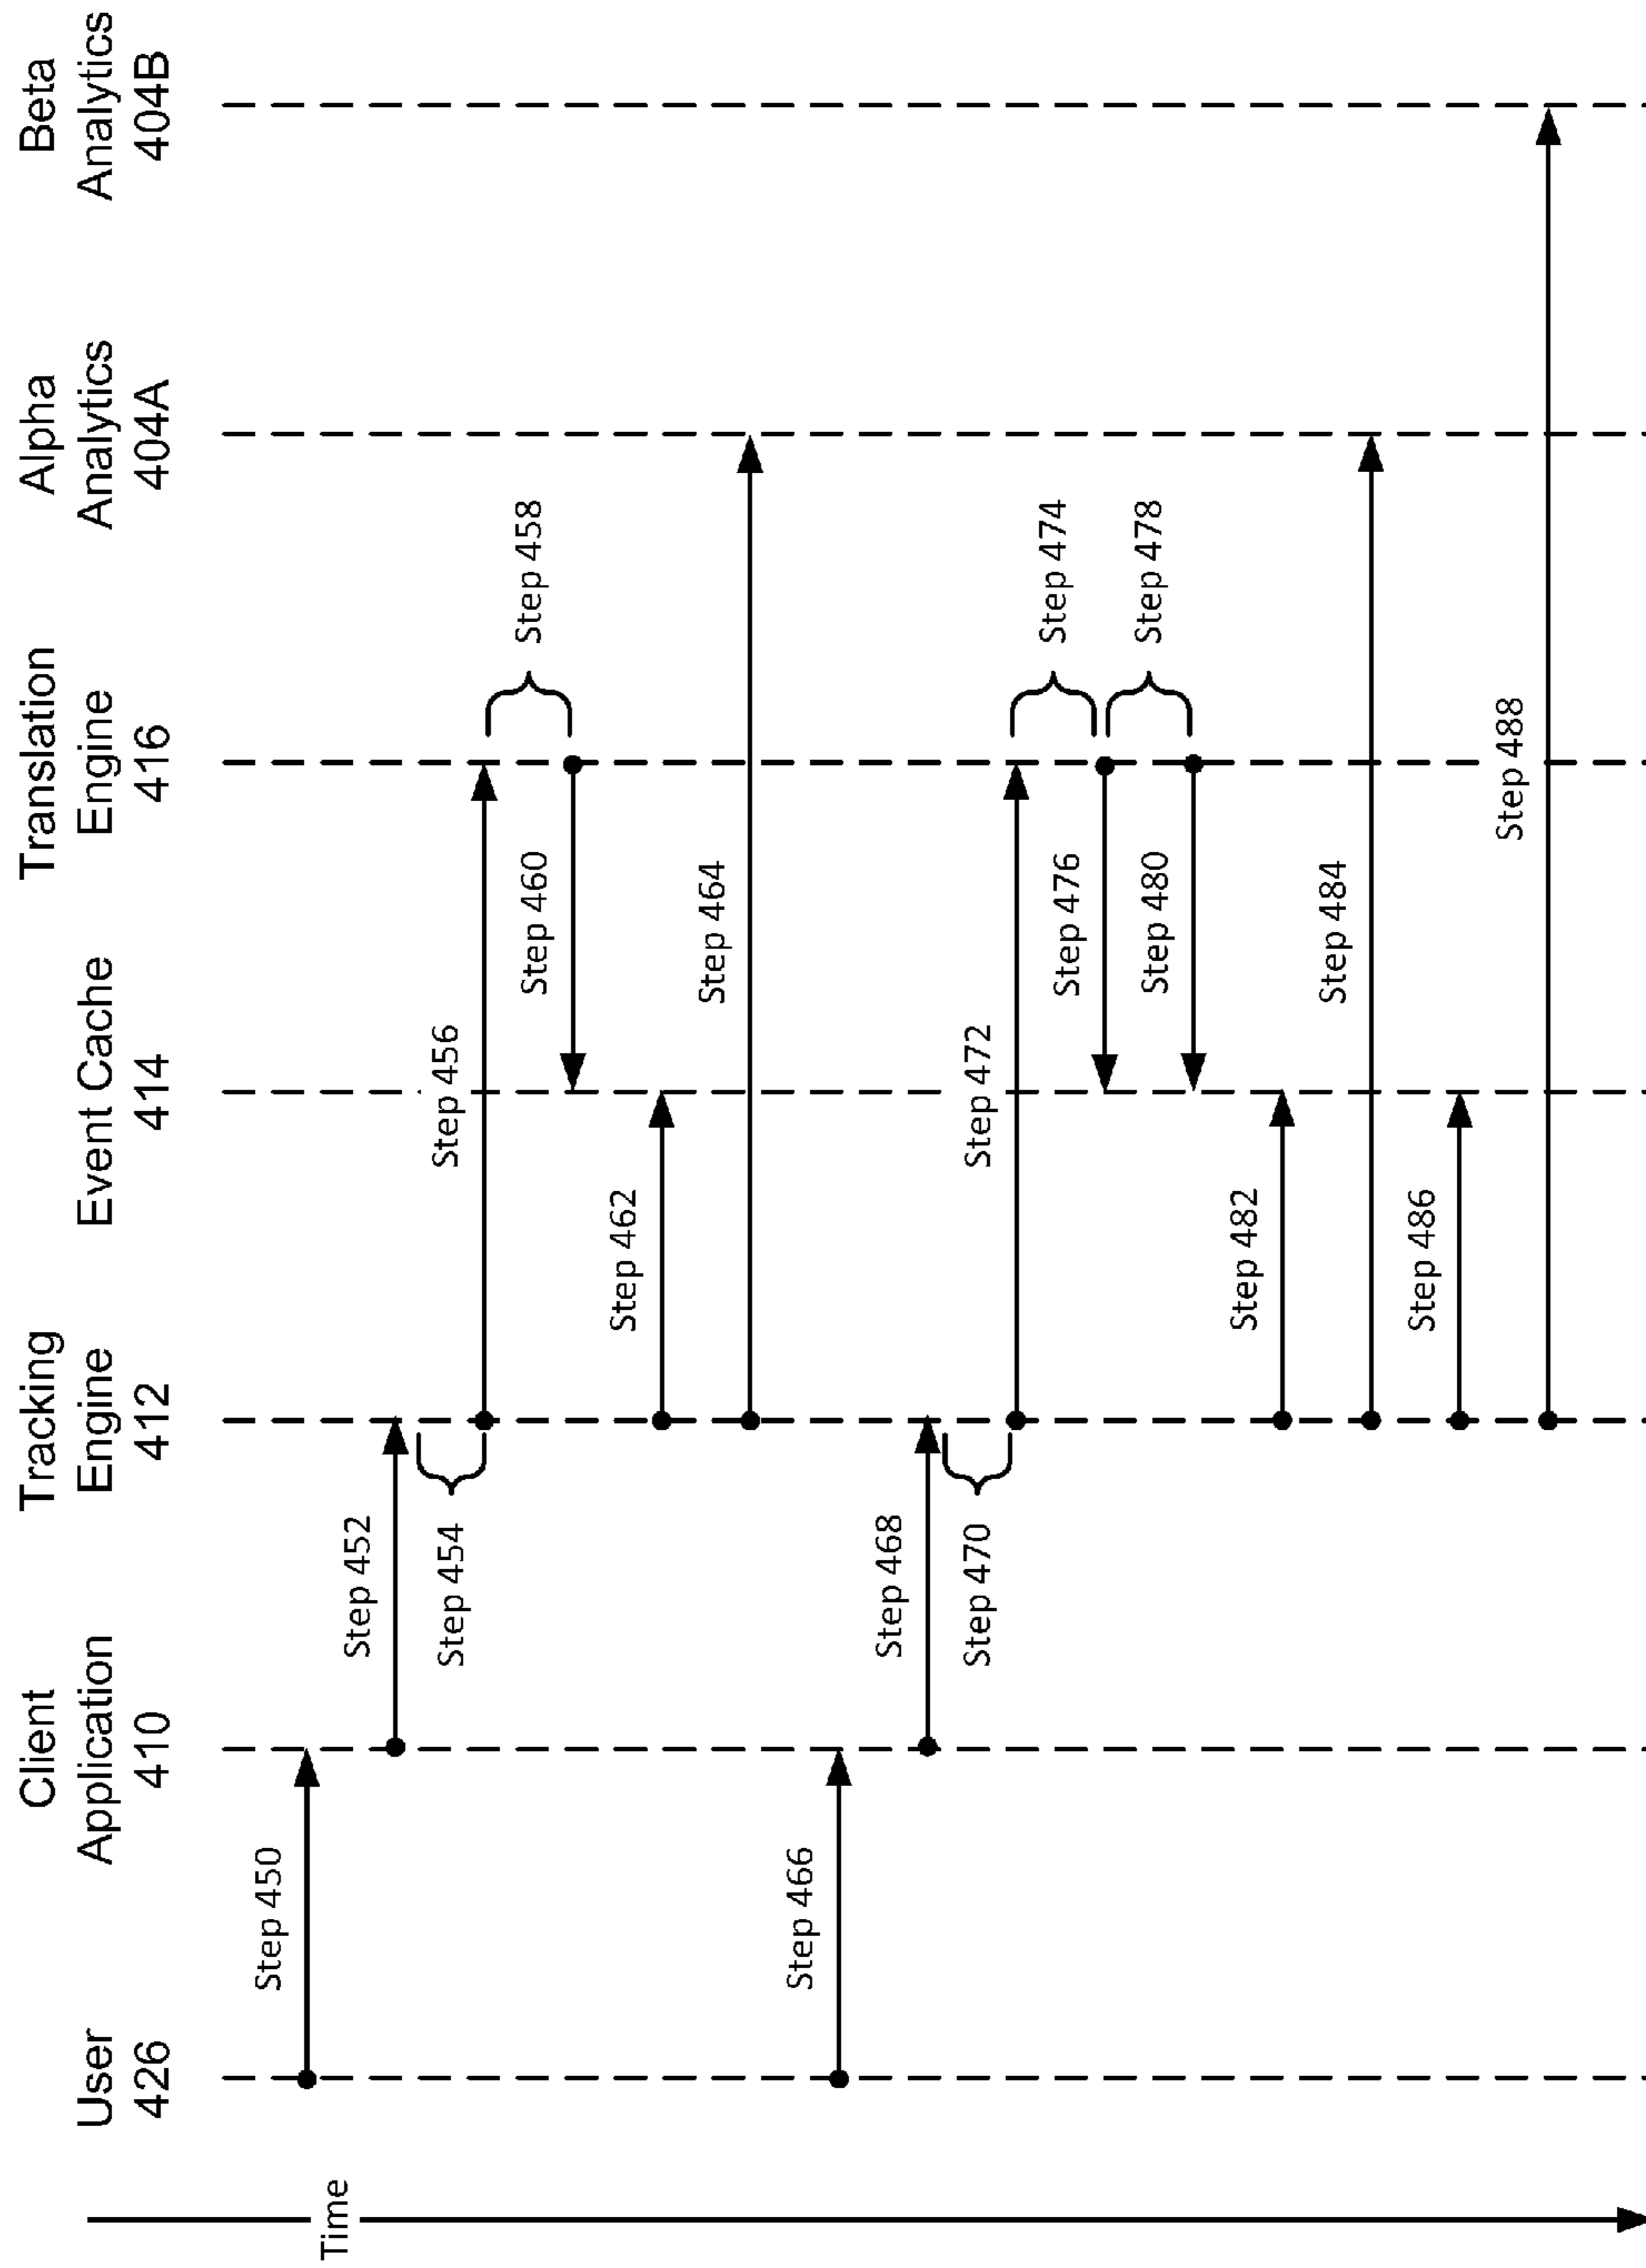 User
426
Client
Application
410
Tracking
Engine
412
Event Cache
414
Translation
Engine
416
Alpha
Analytics
404A
Beta
Analytics
404B
Time
Step 450
Step 452
Step 454
Step 456
Step 458
Step 460
Step 462
Step 464
Step 466
Step 468
Step 470
Step 472
Step 474
Step 476
Step 478
Step 480
Step 482
Step 484
Step 486
Step 488